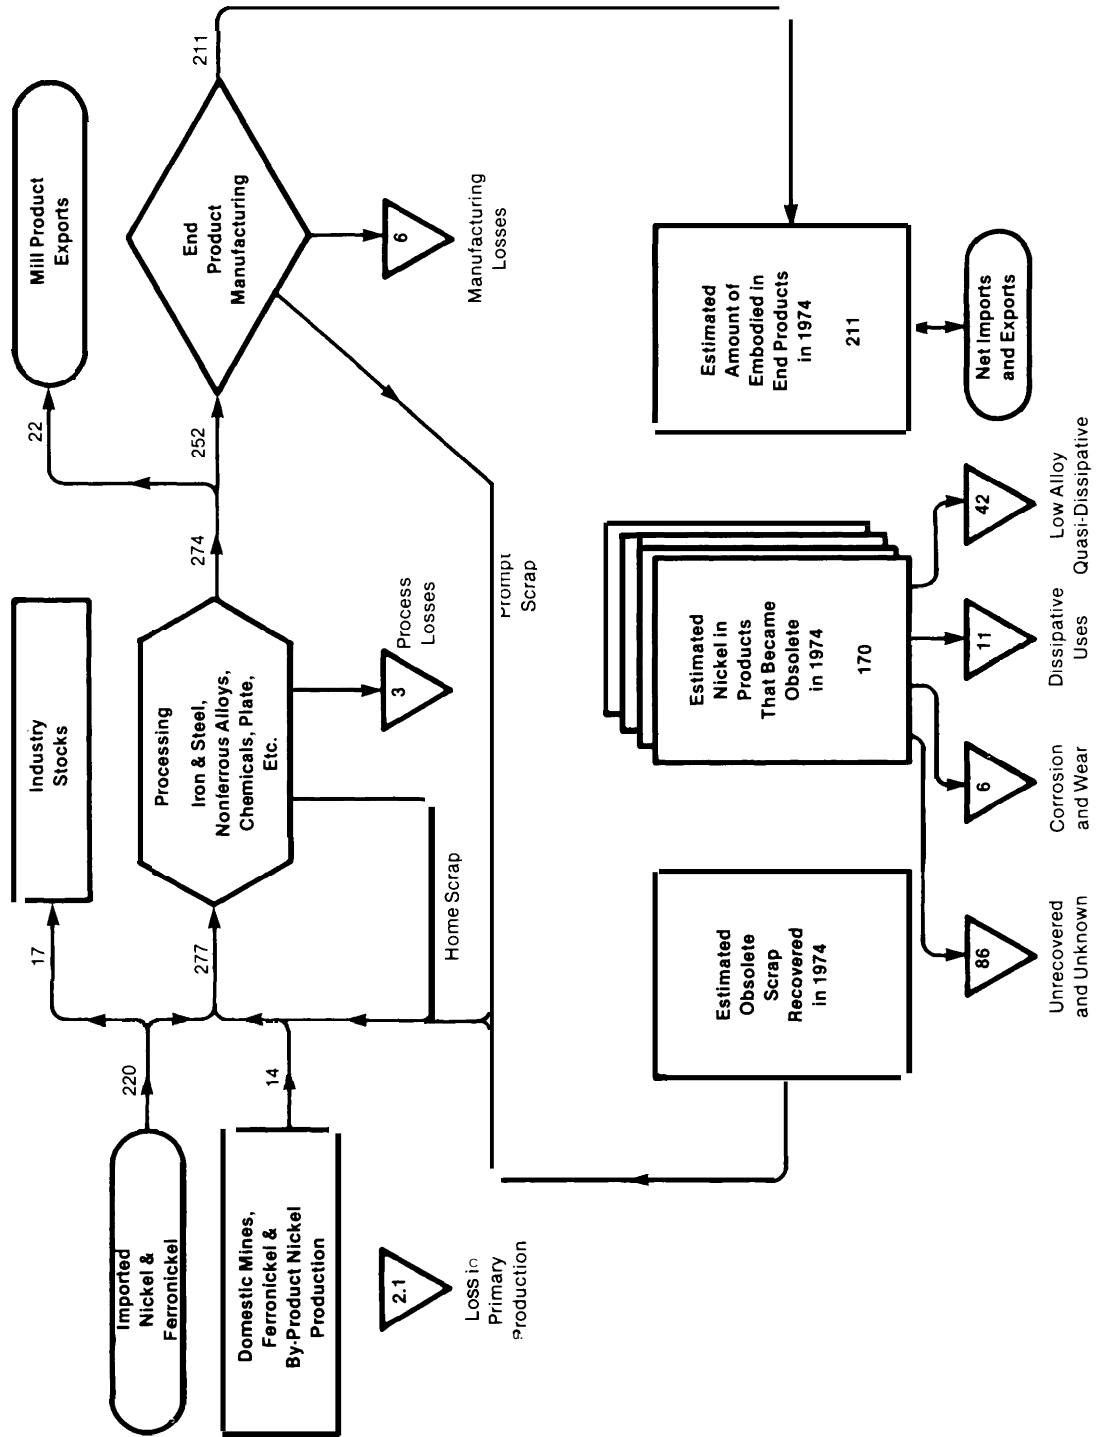 Imported
Nickel &
Ferronickel
220
17
Industry
Stocks
Domestic Mines,
Ferronickel &
By-Product Nickel
Production
14
2.1
Loss in
Primary
Production
277
Processing
Iron & Steel,
Nonferrous Alloys,
Chemicals, Plate,
Etc.
Home Scrap
3
Process
Losses
274
22
Mill Product
Exports
252
End
Product
Manufacturing
211
6
Manufacturing
Losses
Prompt
Scrap
Estimated
Obsolete
Scrap
Recovered
in 1974
Estimated
Nickel in
Products
That Became
Obsolete
in 1974
170
Estimated
Amount of
Embodied in
End Products
in 1974
211
86
Unrecovered
and Unknown
6
Corrosion
and Wear
11
Dissipative
Uses
42
Low Alloy
Quasi-Dissipative
Net Imports
and Exports